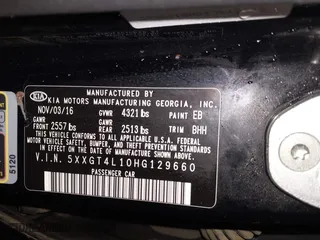 MANUFACTURED BY
KIA KIA MOTORS MANUFACTURING GEORGIA, INC.
NOV/03/16 GVWR 4321 lbs PAINT EB
GAWR GAWR
FRONT 2557 lbs REAR 2513 lbs TRIM BHH
THIS VEHICLE CONFORMS TO ALL APPLICABLE U.S. FEDERAL
MOTOR VEHICLE SAFETY, BUMPER, AND THEFT PREVENTION
STANDARDS IN EFFECT ON THE DATE OF MANUFACTURE SHOWN
ABOVE.
V.I.N. 5XXGT4L10HG129660
PASSENGER CAR
5120